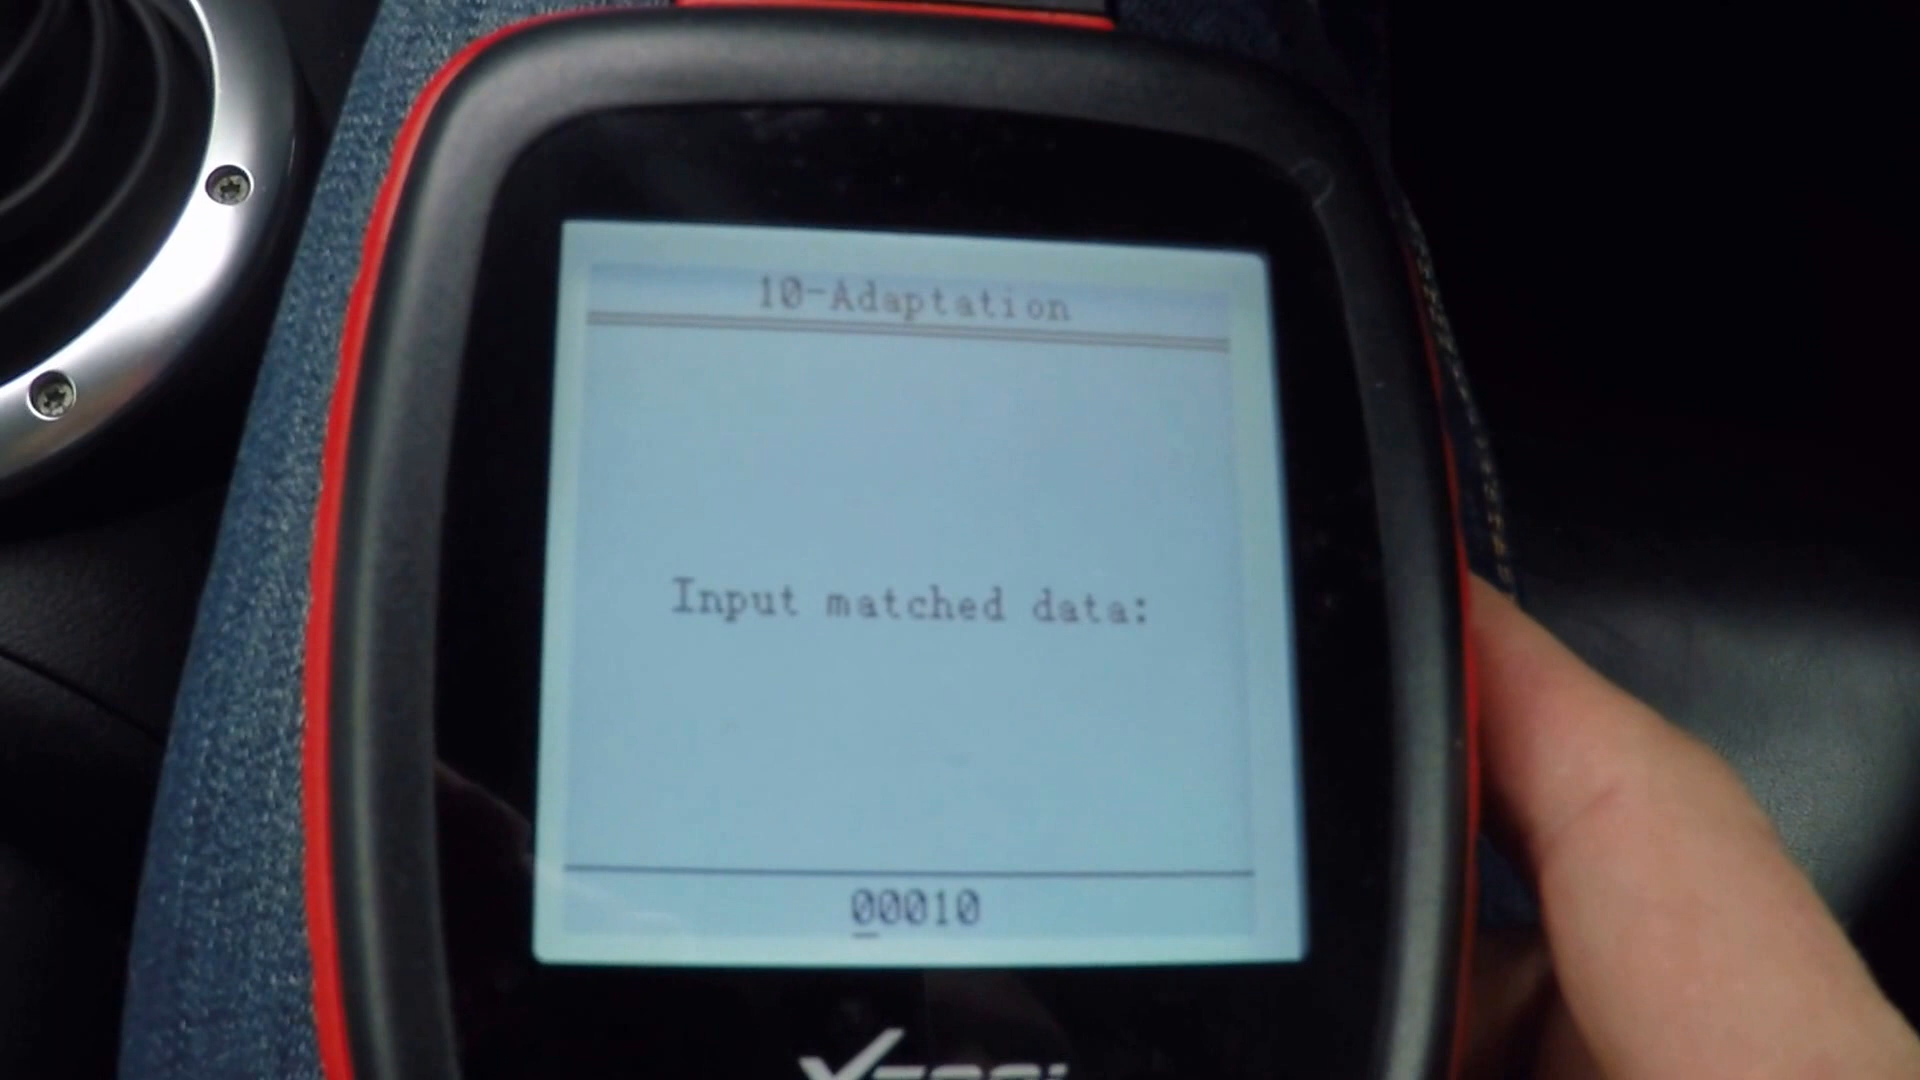 10-Adaptation
Input matched data:
00010